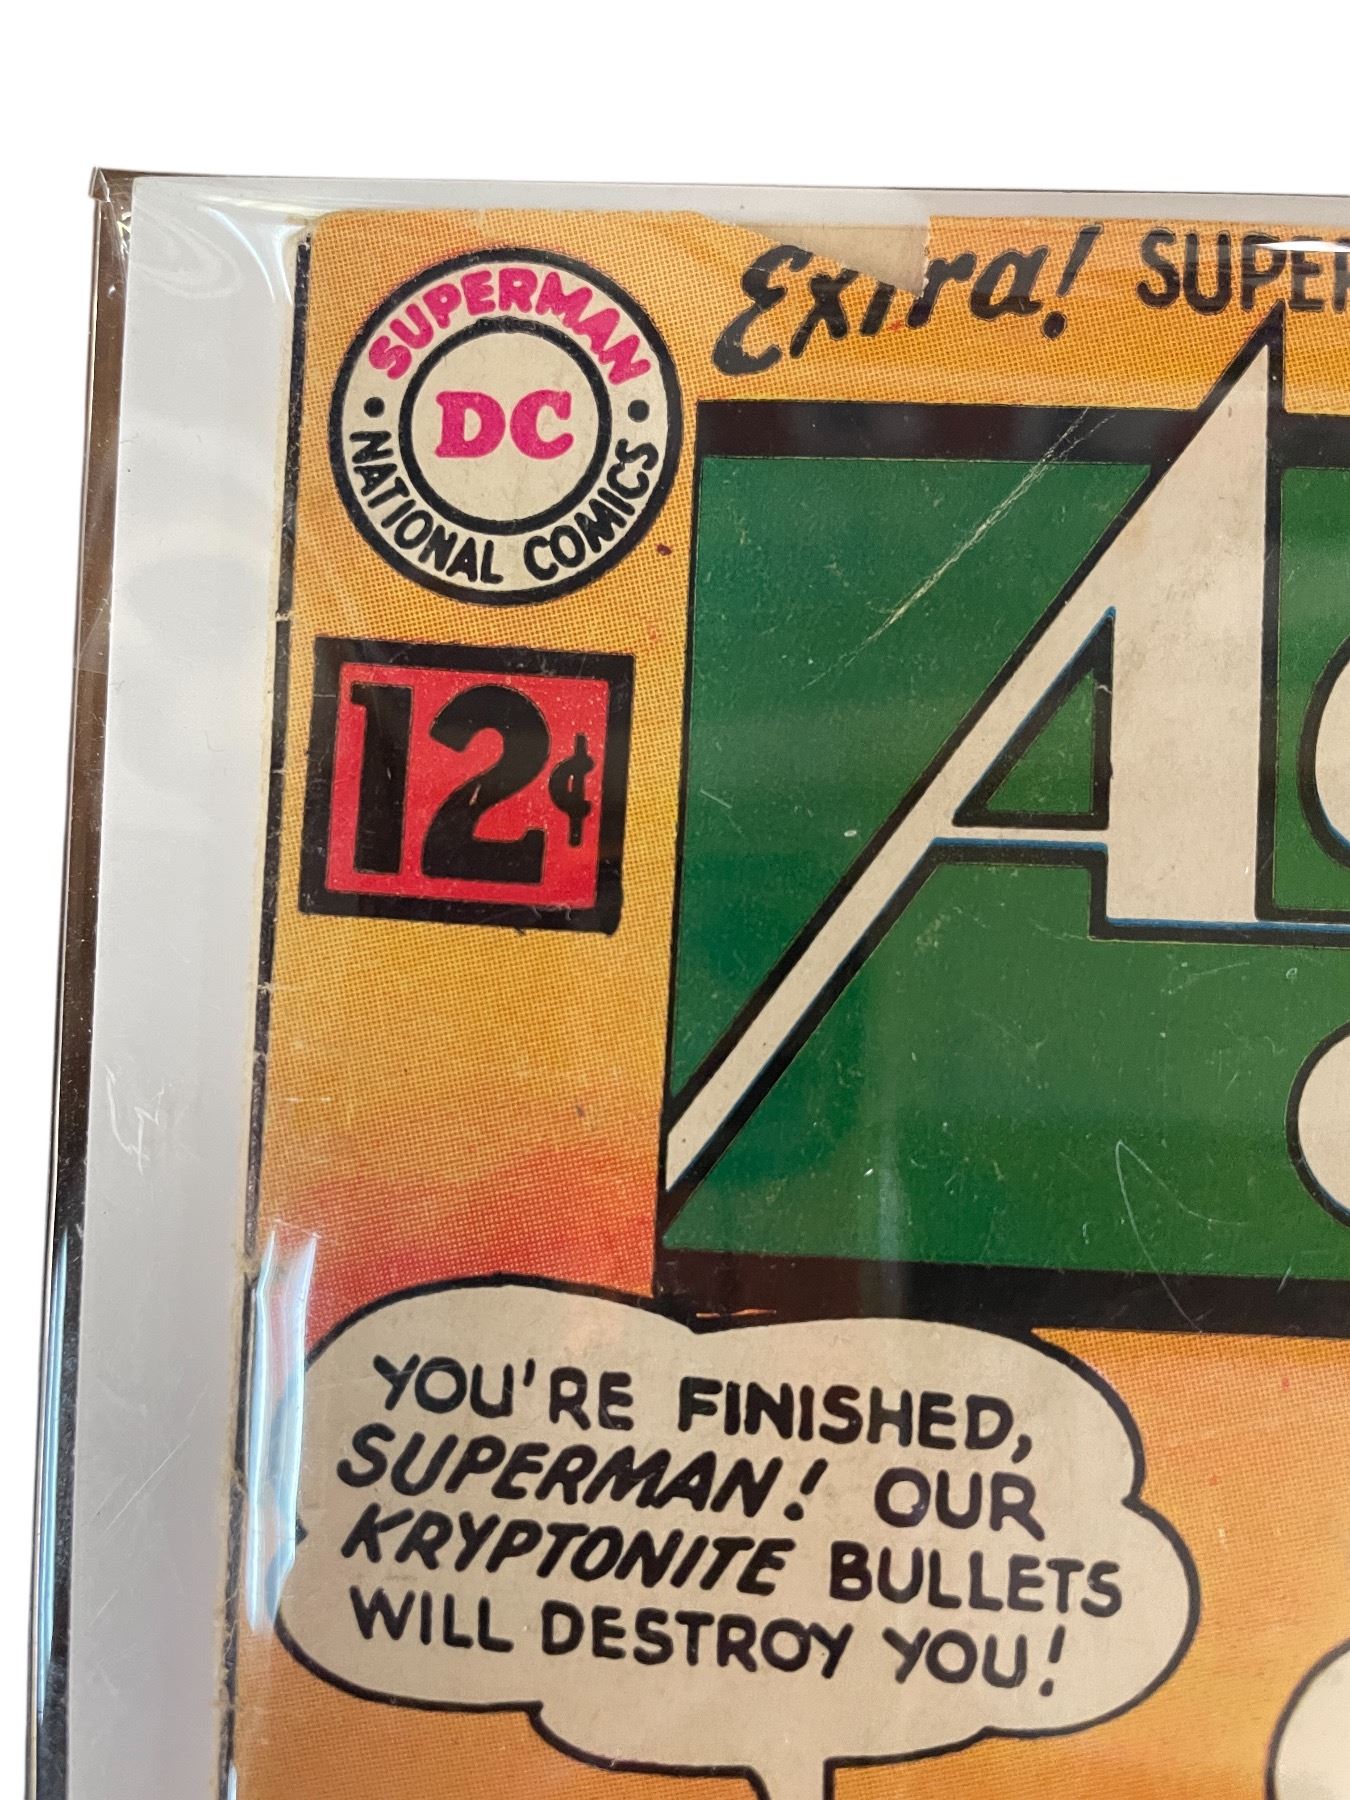 Extra! SUPER
SUPERMAN
DC
• NATIONAL COMICS •
12¢
A
YOU'RE FINISHED,
SUPERMAN! OUR
KRYPTONITE BULLETS
WILL DESTROY YOU!